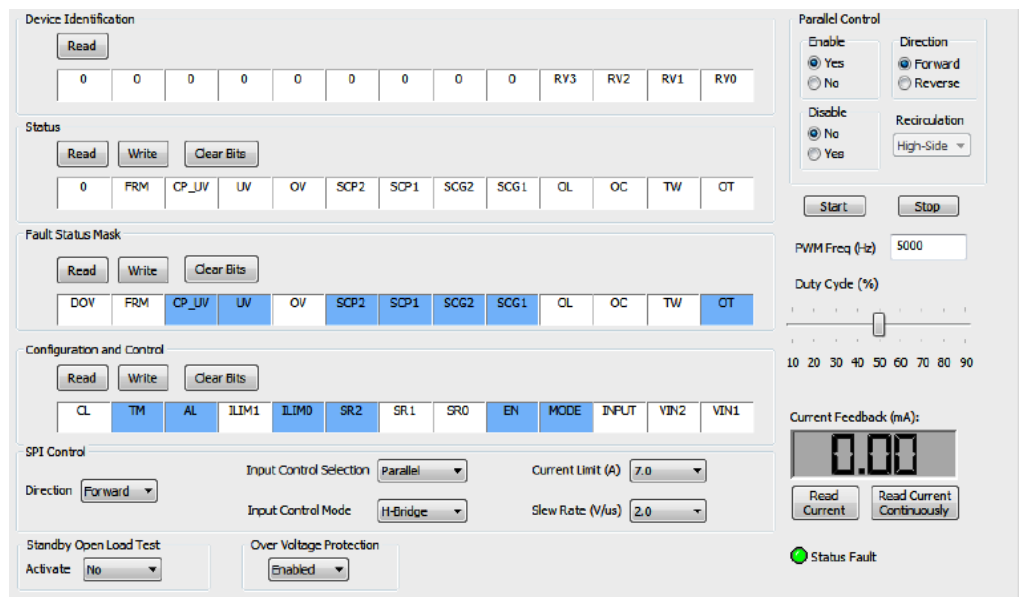 Device Identification
Read
0 0 0 0 0 0 0 0 0 RV3 RV2 RV1 RV0
Status
Read Write Clear Bits
0 FRM CP_UV UV OV SCP2 SCP1 SCG2 SCG1 OL OC TW OT
Fault Status Mask
Read Write Clear Bits
DOV FRM CP_UV UV OV SCP2 SCP1 SCG2 SCG1 OL OC TW OT
Configuration and Control
Read Write Clear Bits
CL TM AL ILIM1 ILIM0 SR2 SR1 SR0 EN MODE INPUT VIN2 VIN1
SPI Control
Input Control Selection Parallel Current Limit (A) 7.0
Direction Forward
Input Control Mode H-Bridge Slew Rate (V/us) 2.0
Standby Open Load Test
Activate No
Over Voltage Protection
Enabled
Parallel Control
Enable
Yes
No
Direction
Forward
Reverse
Disable
No
Yes
Recirculation
High-Side
Start Stop
PWM Freq (Hz) 5000
Duty Cycle (%)
10 20 30 40 50 60 70 80 90
Current Feedback (mA):
0.00
Read Current
Read Current Continuously
Status Fault